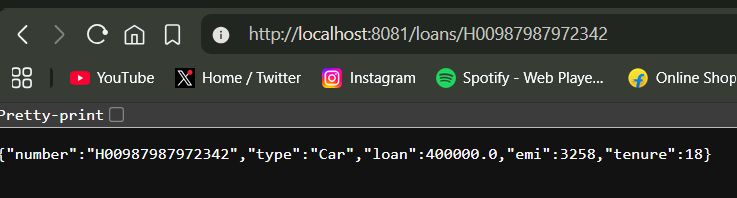 http://localhost:8081/loans/H00987987972342
YouTube Home / Twitter Instagram Spotify - Web Playe... Online Shop
Pretty-print
{"number":"H00987987972342","type":"Car","loan":400000.0,"emi":3258,"tenure":18}